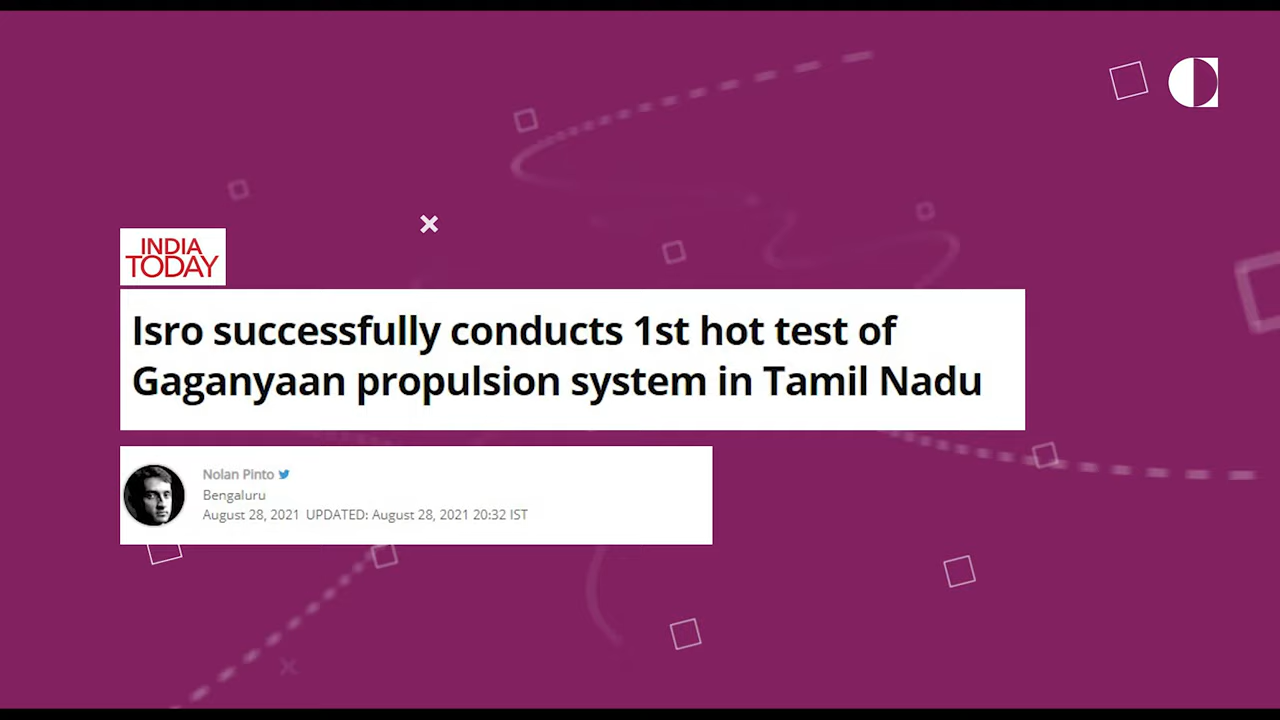 INDIA
TODAY
Isro successfully conducts 1st hot test of
Gaganyaan propulsion system in Tamil Nadu
Nolan Pinto
Bengaluru
August 28, 2021 UPDATED: August 28, 2021 20:32 IST